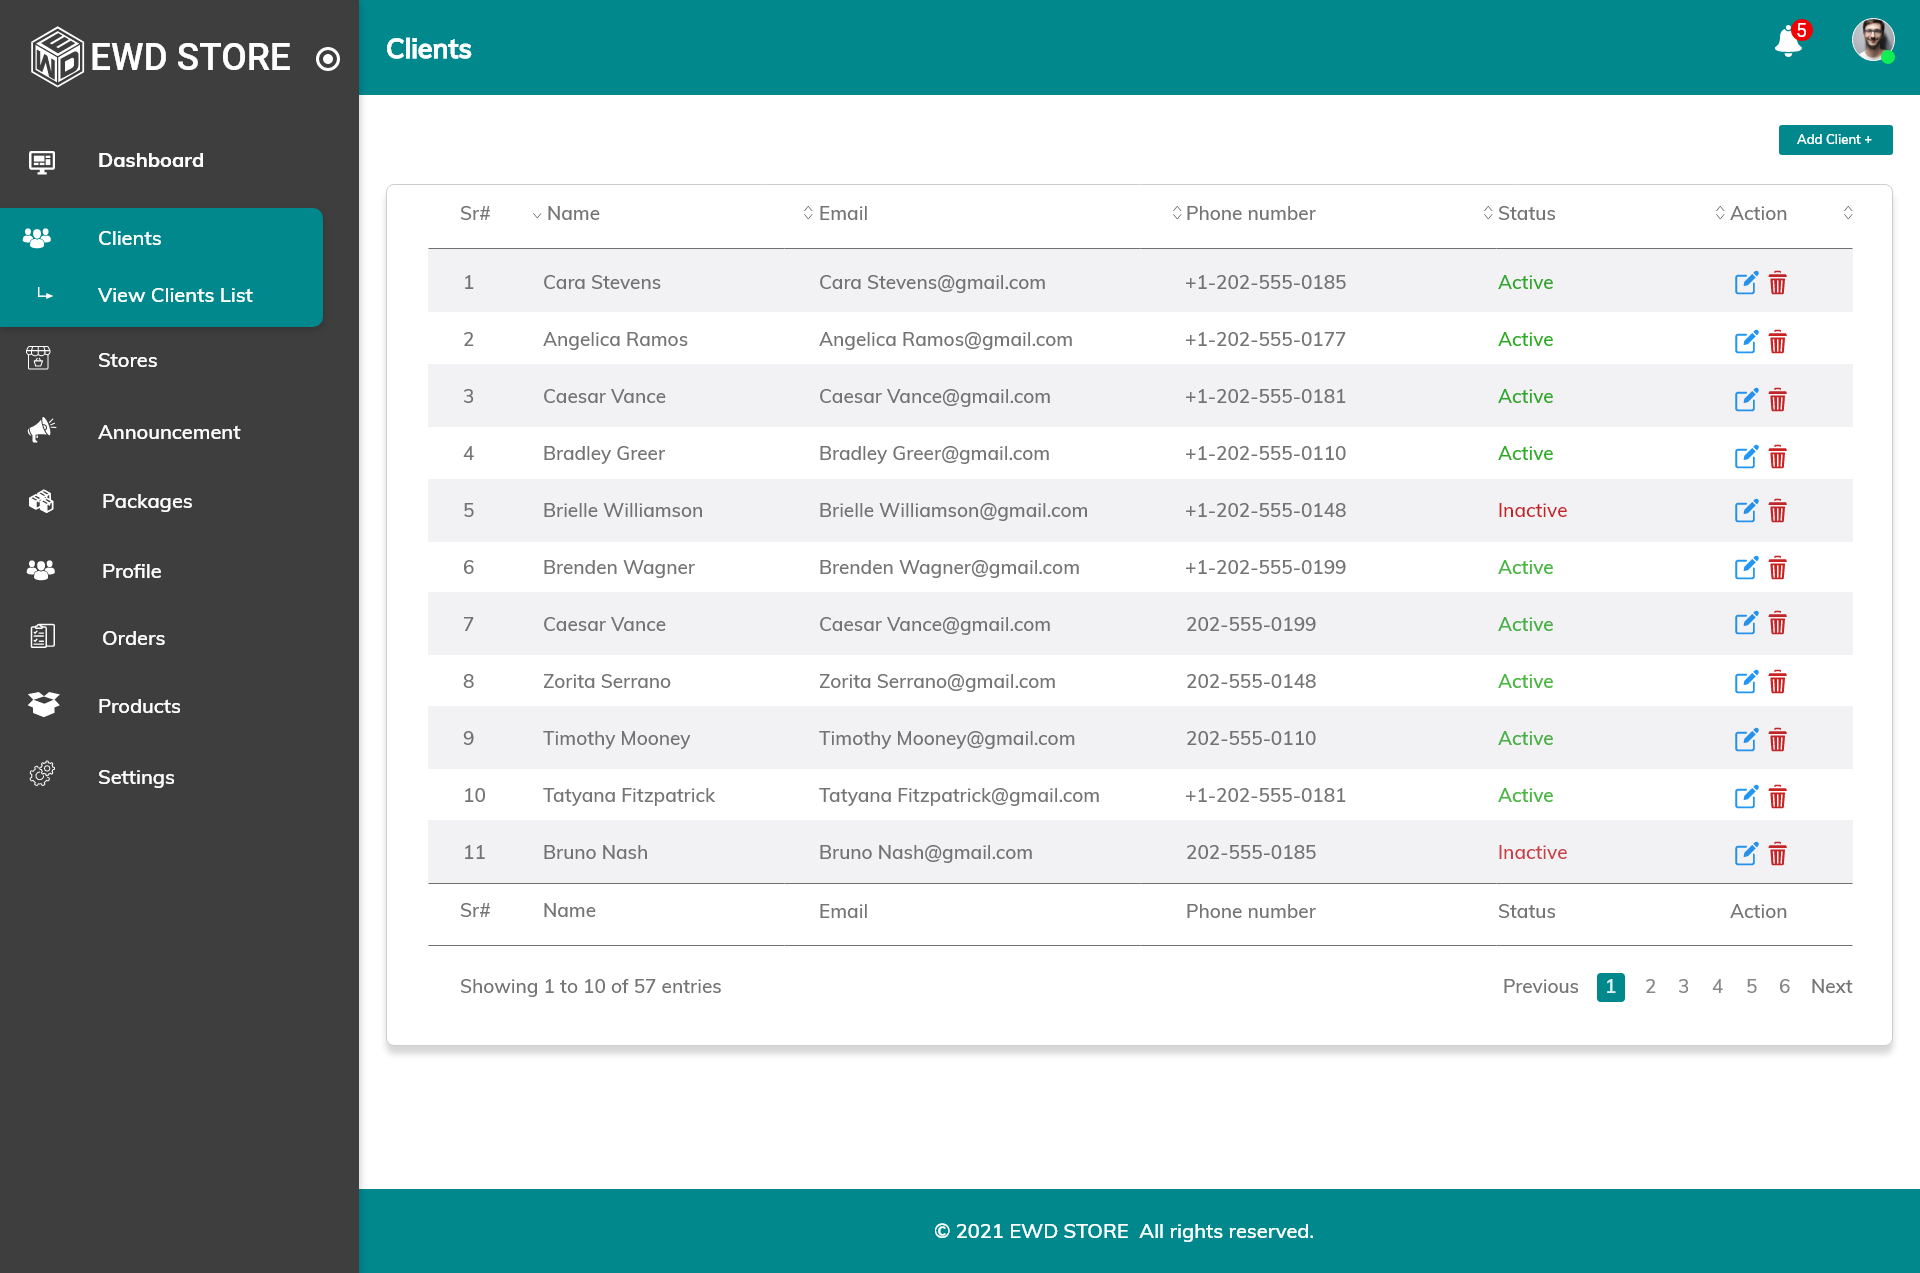 EWD STORE
Clients
5
Dashboard
Clients
View Clients List
Stores
Announcement
Packages
Profile
Orders
Products
Settings
Add Client +
Sr# Name Email Phone number Status Action
1 Cara Stevens Cara Stevens@gmail.com +1-202-555-0185 Active
2 Angelica Ramos Angelica Ramos@gmail.com +1-202-555-0177 Active
3 Caesar Vance Caesar Vance@gmail.com +1-202-555-0181 Active
4 Bradley Greer Bradley Greer@gmail.com +1-202-555-0110 Active
5 Brielle Williamson Brielle Williamson@gmail.com +1-202-555-0148 Inactive
6 Brenden Wagner Brenden Wagner@gmail.com +1-202-555-0199 Active
7 Caesar Vance Caesar Vance@gmail.com 202-555-0199 Active
8 Zorita Serrano Zorita Serrano@gmail.com 202-555-0148 Active
9 Timothy Mooney Timothy Mooney@gmail.com 202-555-0110 Active
10 Tatyana Fitzpatrick Tatyana Fitzpatrick@gmail.com +1-202-555-0181 Active
11 Bruno Nash Bruno Nash@gmail.com 202-555-0185 Inactive
Sr# Name Email Phone number Status Action
Showing 1 to 10 of 57 entries Previous 1 2 3 4 5 6 Next
© 2021 EWD STORE All rights reserved.